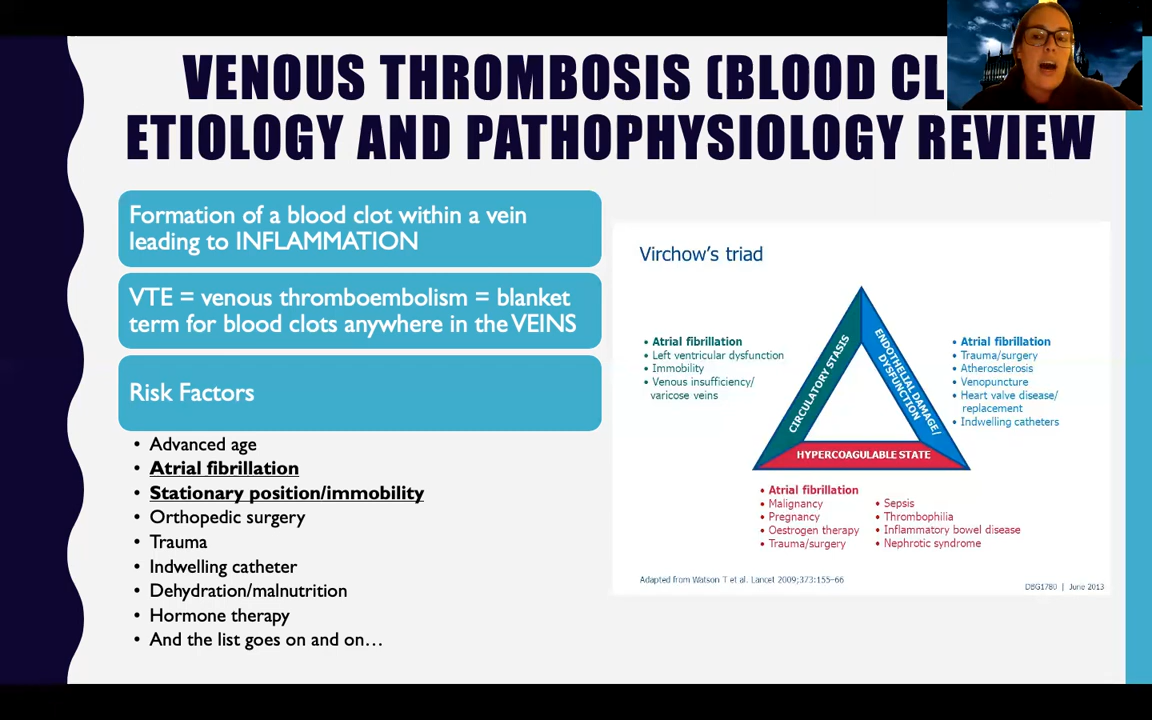 VENOUS THROMBOSIS (BLOOD
ETIOLOGY AND PATHOPHYSIOLOGY REVIEW
Formation of a blood clot within a vein
leading to INFLAMMATION
VTE = venous thromboembolism = blanket
term for blood clots anywhere in the VEINS
Risk Factors
• Advanced age
• Atrial fibrillation
• Stationary position/immobility
• Orthopedic surgery
• Trauma
• Indwelling catheter
• Dehydration/malnutrition
• Hormone therapy
• And the list goes on and on...
Virchow's triad
• Atrial fibrillation
• Left ventricular dysfunction
• Immobility
• Venous insufficiency/
varicose veins
CIRCULATORY STASIS
ENDOTHELIAL DAMAGE/
DYSFUNCTION
HYPERCOAGULABLE STATE
• Atrial fibrillation
• Trauma/surgery
• Atherosclerosis
• Venopuncture
• Heart valve disease/
replacement
• Indwelling catheters
• Atrial fibrillation
• Malignancy
• Pregnancy
• Oestrogen therapy
• Trauma/surgery
• Sepsis
• Thrombophilia
• Inflammatory bowel disease
• Nephrotic syndrome
Adapted from Watson T et al. Lancet 2009;373:155–66
DBG1780 | June 2013